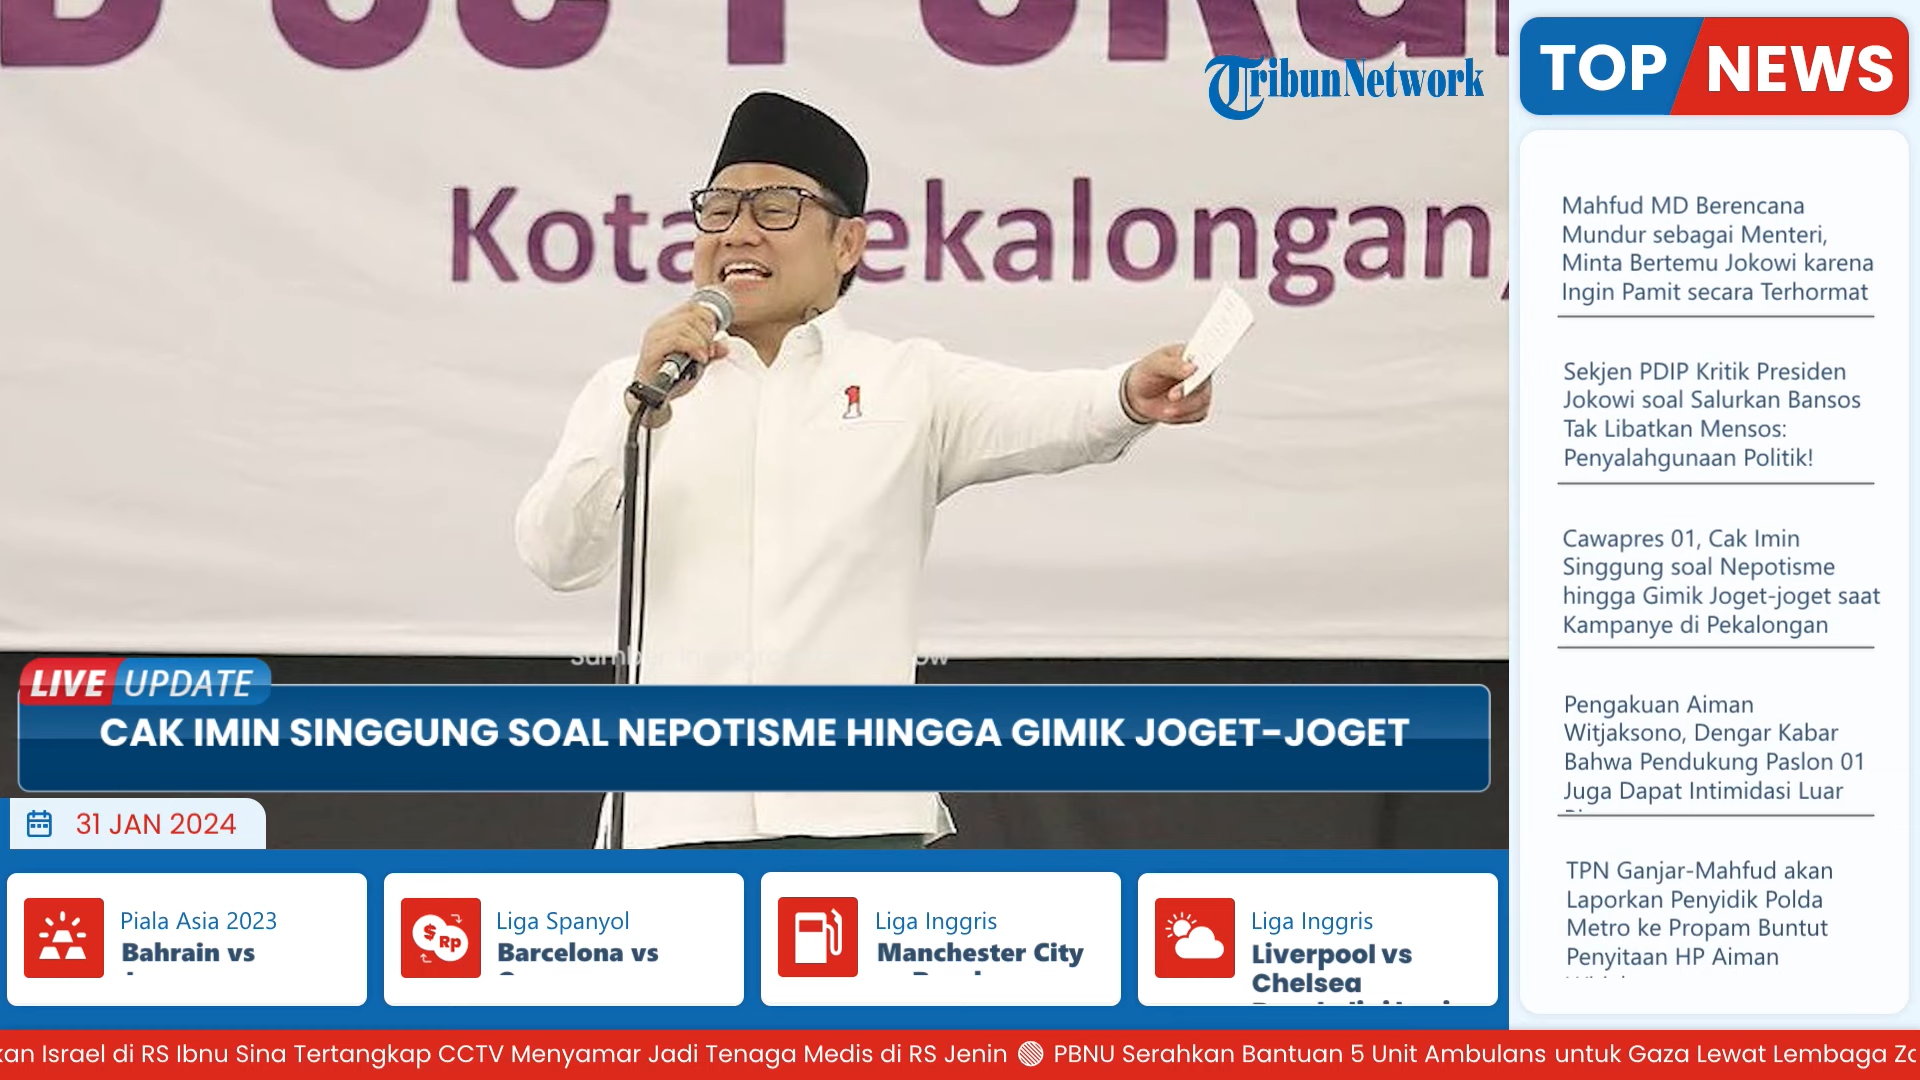 TribunNetwork
Kota Pekalongan,
LIVE UPDATE
CAK IMIN SINGGUNG SOAL NEPOTISME HINGGA GIMIK JOGET-JOGET
31 JAN 2024
TOP NEWS
Mahfud MD Berencana
Mundur sebagai Menteri,
Minta Bertemu Jokowi karena
Ingin Pamit secara Terhormat
Sekjen PDIP Kritik Presiden
Jokowi soal Salurkan Bansos
Tak Libatkan Mensos:
Penyalahgunaan Politik!
Cawapres 01, Cak Imin
Singgung soal Nepotisme
hingga Gimik Joget-joget saat
Kampanye di Pekalongan
Pengakuan Aiman
Witjaksono, Dengar Kabar
Bahwa Pendukung Paslon 01
Juga Dapat Intimidasi Luar
TPN Ganjar-Mahfud akan
Laporkan Penyidik Polda
Metro ke Propam Buntut
Penyitaan HP Aiman
Piala Asia 2023
Bahrain vs
$ Rp
Liga Spanyol
Barcelona vs
Liga Inggris
Manchester City
Liga Inggris
Liverpool vs
Chelsea
kan Israel di RS Ibnu Sina Tertangkap CCTV Menyamar Jadi Tenaga Medis di RS Jenin PBNU Serahkan Bantuan 5 Unit Ambulans untuk Gaza Lewat Lembaga